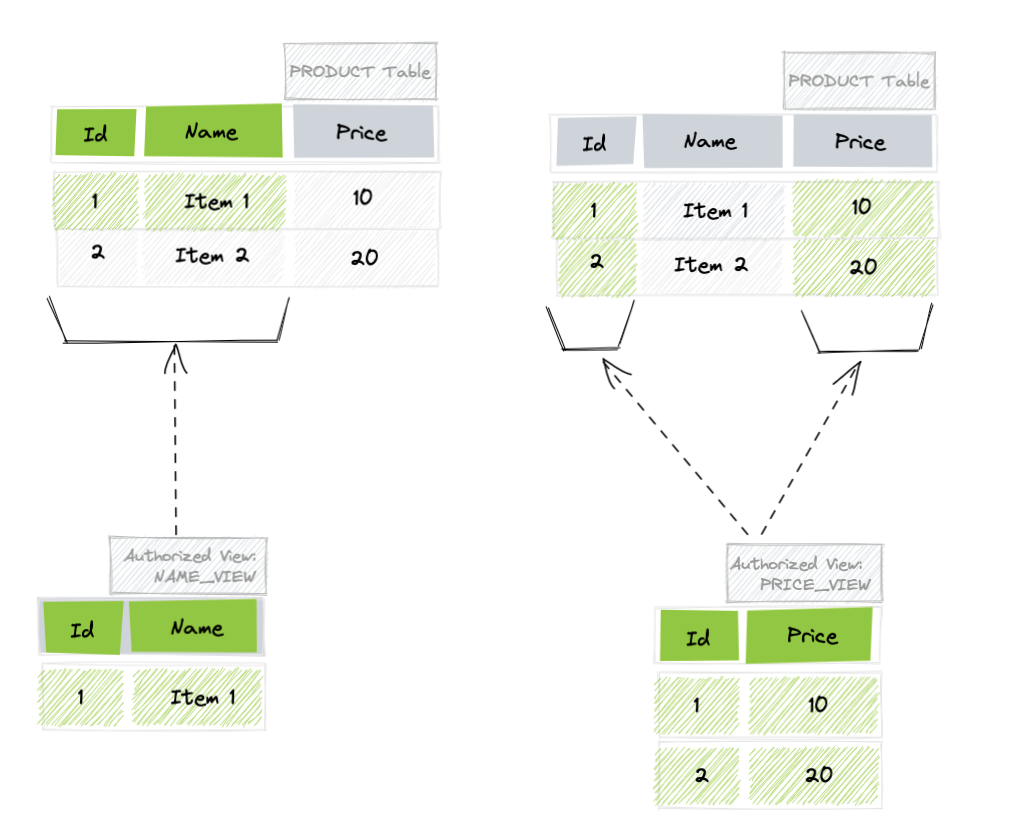 PRODUCT Table
Id Name Price
1 Item 1 10
2 Item 2 20
Authorized View:
NAME_VIEW
Id Name
1 Item 1
PRODUCT Table
Id Name Price
1 Item 1 10
2 Item 2 20
Authorized View:
PRICE_VIEW
Id Price
1 10
2 20